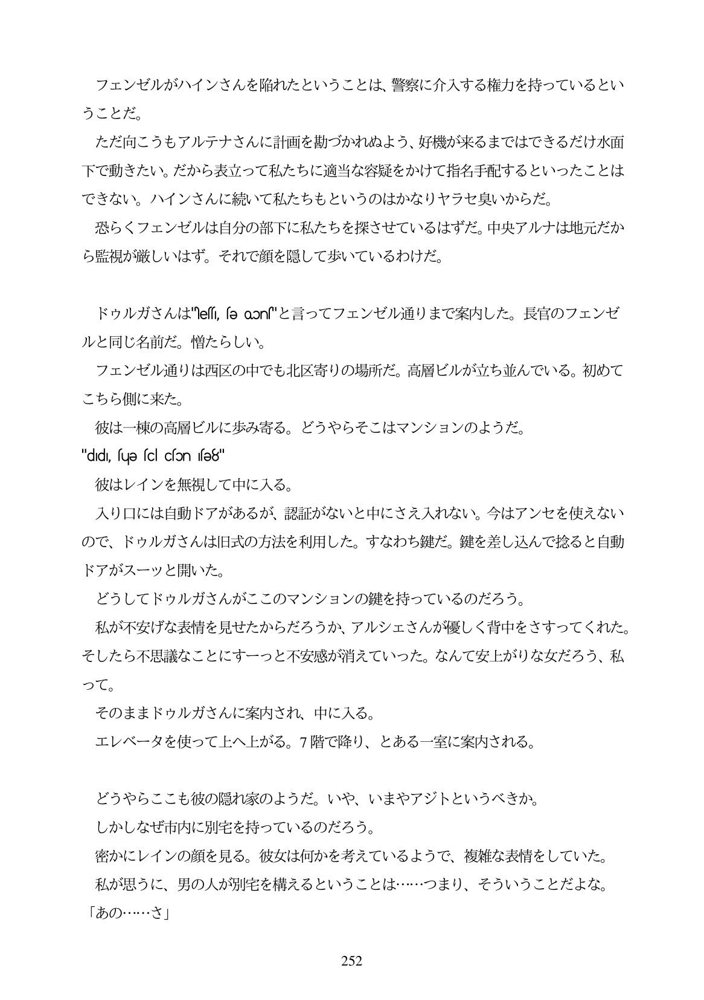 フェンゼルがハインさんを陥れたということは、警察に介入する権力を持っているとい
うことだ。
ただ向こうもアルテナさんに計画を勘づかれぬよう、好機が来るまではできるだけ水面
下で動きたい。だから表立って私たちに適当な容疑をかけて指名手配するといったことは
できない。ハインさんに続いて私たちもというのはかなりヤラセ臭いからだ。
恐らくフェンゼルは自分の部下に私たちを探させているはずだ。中央アルナは地元だか
ら監視が厳しいはず。それで顔を隠して歩いているわけだ。
ドゥルガさんは
と言ってフェンゼル通りまで案内した。長官のフェンゼ
ルと同じ名前だ。憎たらしい。
フェンゼル通りは西区の中でも北区寄りの場所だ。高層ビルが立ち並んでいる。初めて
こちら側に来た。
彼は一棟の高層ビルに歩み寄る。どうやらそこはマンションのようだ。
彼はレインを無視して中に入る。
入り口には自動ドアがあるが、認証がないと中にさえ入れない。今はアンセを使えない
ので、ドゥルガさんは旧式の方法を利用した。すなわち鍵だ。鍵を差し込んで捻ると自動
ドアがスーッと開いた。
どうしてドゥルガさんがここのマンションの鍵を持っているのだろう。
私が不安げな表情を見せたからだろうか、アルシェさんが優しく背中をさすってくれた。
そしたら不思議なことにすーっと不安感が消えていった。なんて安上がりな女だろう、私
って。
そのままドゥルガさんに案内され、中に入る。
エレベータを使って上へ上がる。7 階で降り、とある一室に案内される。
どうやらここも彼の隠れ家のようだ。いや、いまやアジトというべきか。
しかしなぜ市内に別宅を持っているのだろう。
密かにレインの顔を見る。彼女は何かを考えているようで、複雑な表情をしていた。
私が思うに、男の人が別宅を構えるということは……つまり、そういうことだよな。
「あの……さ」
252